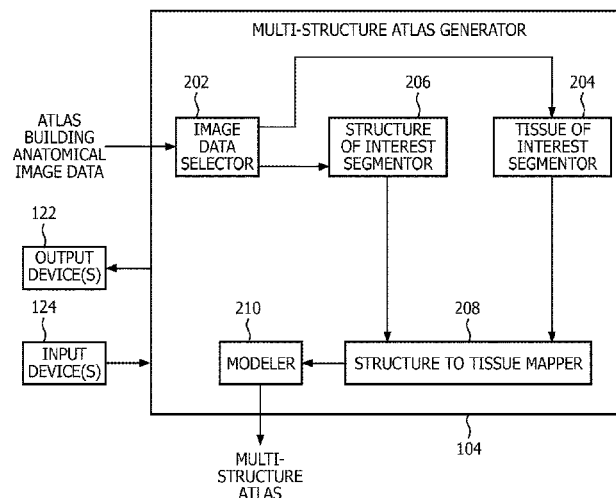 MULTI-STRUCTURE ATLAS GENERATOR
202
206
204
ATLAS
BUILDING
ANATOMICAL
IMAGE DATA
IMAGE
DATA
SELECTOR
STRUCTURE
OF INTEREST
SEGMENTOR
TISSUE OF
INTEREST
SEGMENTOR
122
OUTPUT
DEVICE(S)
124
INPUT
DEVICE(S)
210
MODELER
208
STRUCTURE TO TISSUE MAPPER
104
MULTI-
STRUCTURE
ATLAS